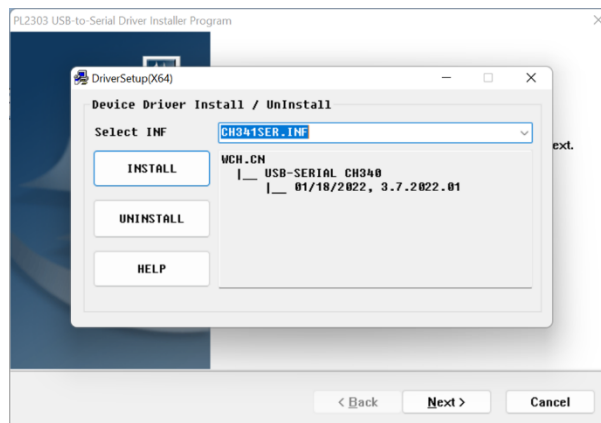 PL2303 USB-to-Serial Driver Installer Program
DriverSetup(X64)
Device Driver Install / UnInstall
Select INF
CH341SER.INF
INSTALL
WCH.CN
|__ USB-SERIAL CH340
|__ 01/18/2022, 3.7.2022.01
UNINSTALL
HELP
ext.
< Back
Next >
Cancel